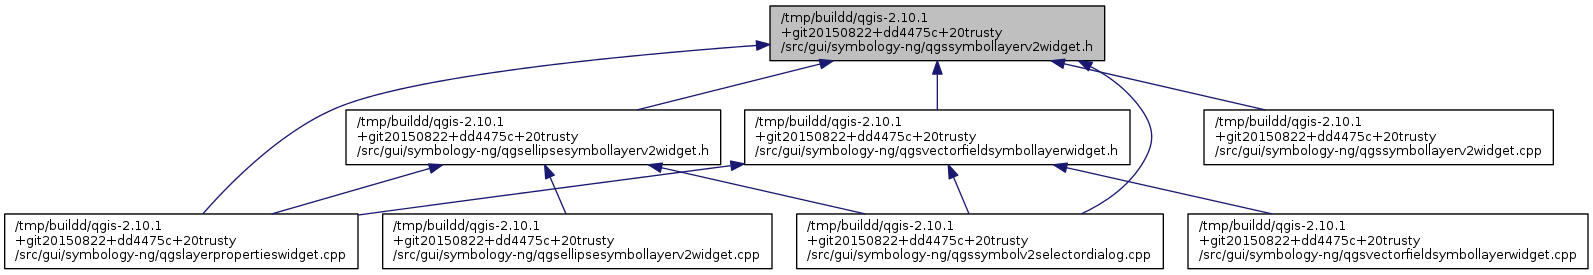 /tmp/buildd/qgis-2.10.1
+git20150822+dd4475c+20trusty
/src/gui/symbology-ng/qgssymbollayerv2widget.h
/tmp/buildd/qgis-2.10.1
+git20150822+dd4475c+20trusty
/src/gui/symbology-ng/qgsellipsesymbollayerv2widget.h
/tmp/buildd/qgis-2.10.1
+git20150822+dd4475c+20trusty
/src/gui/symbology-ng/qgsvectorfieldsymbollayerwidget.h
/tmp/buildd/qgis-2.10.1
+git20150822+dd4475c+20trusty
/src/gui/symbology-ng/qgssymbollayerv2widget.cpp
/tmp/buildd/qgis-2.10.1
+git20150822+dd4475c+20trusty
/src/gui/symbology-ng/qgslayerpropertieswidget.cpp
/tmp/buildd/qgis-2.10.1
+git20150822+dd4475c+20trusty
/src/gui/symbology-ng/qgsellipsesymbollayerv2widget.cpp
/tmp/buildd/qgis-2.10.1
+git20150822+dd4475c+20trusty
/src/gui/symbology-ng/qgssymbolv2selectordialog.cpp
/tmp/buildd/qgis-2.10.1
+git20150822+dd4475c+20trusty
/src/gui/symbology-ng/qgsvectorfieldsymbollayerwidget.cpp